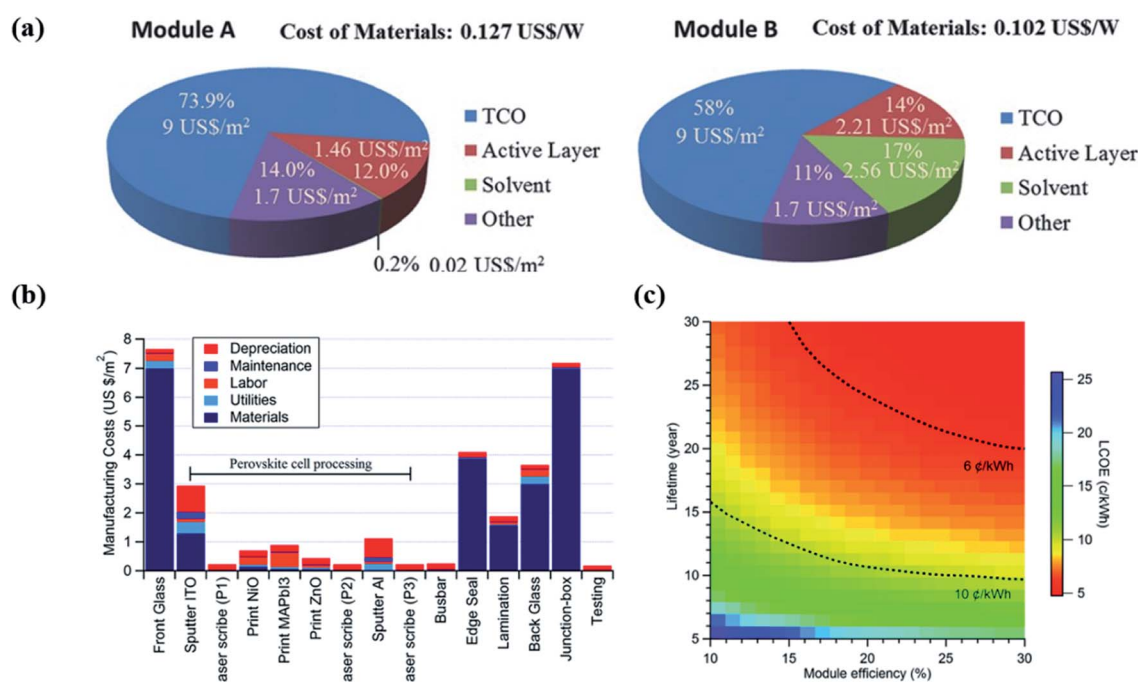 (a)
Module A Cost of Materials: 0.127 US$/W
73.9%
9 US$/m²
1.46 US$/m²
12.0%
14.0%
1.7 US$/m²
0.2% 0.02 US$/m²
TCO
Active Layer
Solvent
Other
Module B Cost of Materials: 0.102 US$/W
58%
9 US$/m²
14%
2.21 US$/m²
17%
2.56 US$/m²
11%
1.7 US$/m²
TCO
Active Layer
Solvent
Other
(b)
Manufacturing Costs (US $/m²)
8
7
6
5
4
3
2
1
0
Depreciation
Maintenance
Labor
Utilities
Materials
Perovskite cell processing
Front Glass
Sputter ITO
aser scribe (P1)
Print NiO
Print MAPbI3
Print ZnO
aser scribe (P2)
Sputter Al
aser scribe (P3)
Busbar
Edge Seal
Lamination
Back Glass
Junction-box
Testing
(c)
Lifetime (year)
30
25
20
15
10
5
6 ¢/kWh
10 ¢/kWh
10
15
20
25
30
Module efficiency (%)
25
20
15
10
5
LCOE (c/kWh)